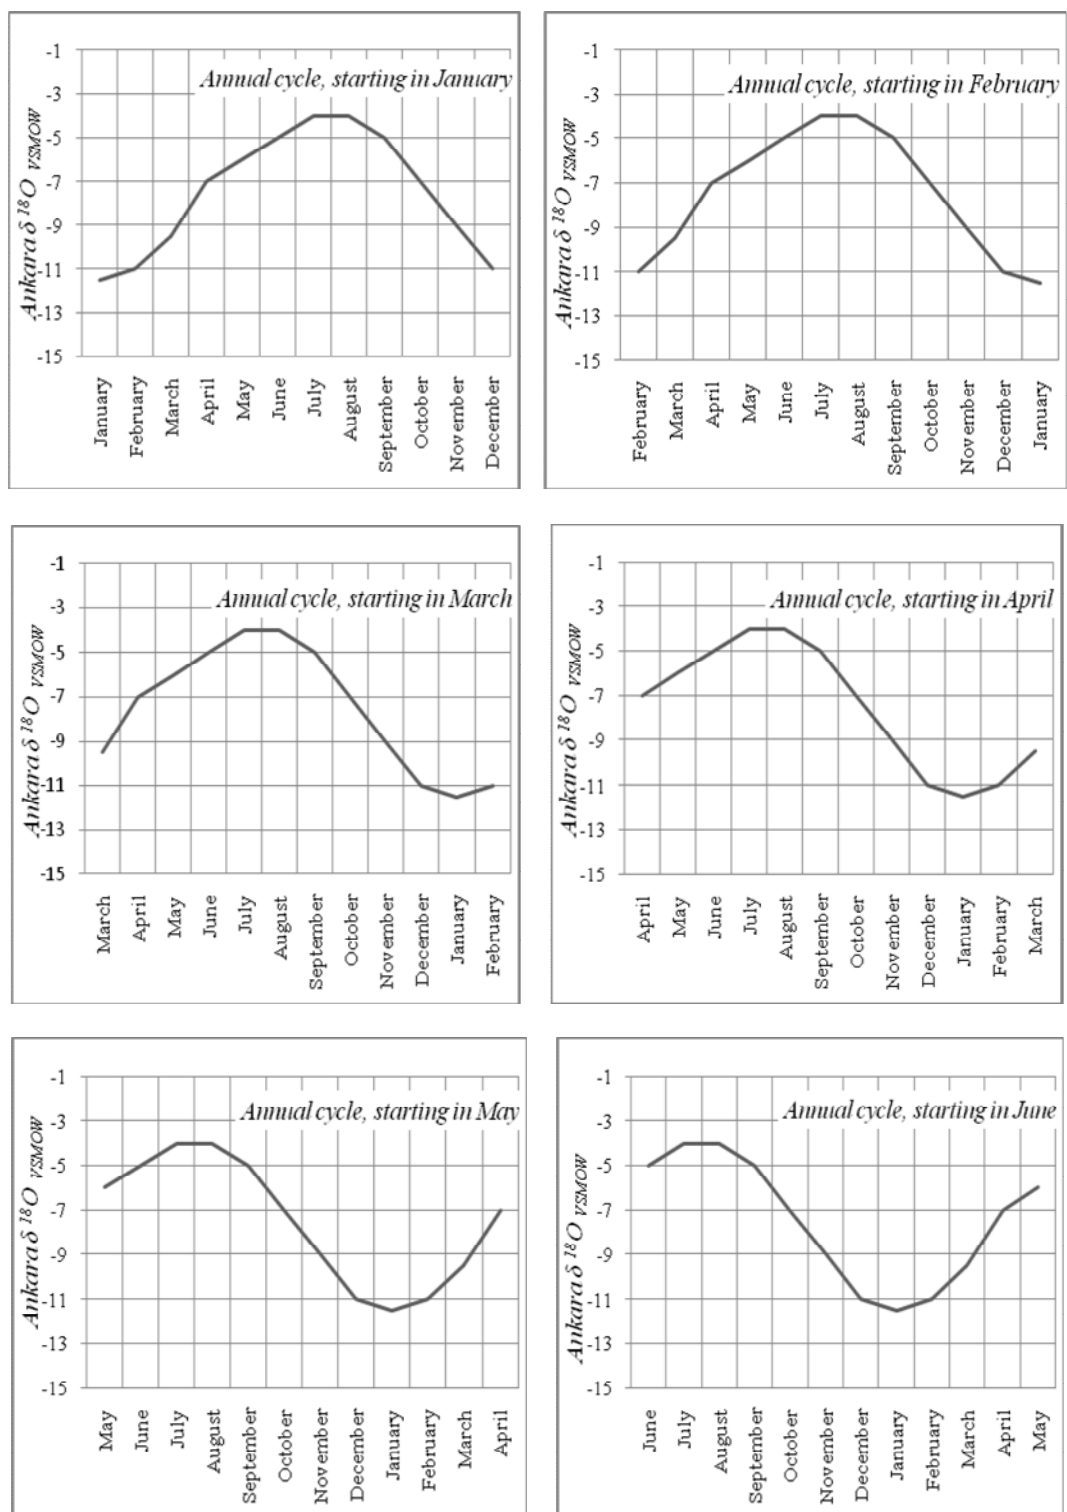 Annual cycle, starting in January
Ankara δ 18O VSMOW
-1
-3
-5
-7
-9
-11
-13
-15
January
February
March
April
May
June
July
August
September
October
November
December
Annual cycle, starting in February
Ankara δ 18O VSMOW
-1
-3
-5
-7
-9
-11
-13
-15
February
March
April
May
June
July
August
September
October
November
December
January
Annual cycle, starting in March
Ankara δ 18O VSMOW
-1
-3
-5
-7
-9
-11
-13
-15
March
April
May
June
July
August
September
October
November
December
January
February
Annual cycle, starting in April
Ankara δ 18O VSMOW
-1
-3
-5
-7
-9
-11
-13
-15
April
May
June
July
August
September
October
November
December
January
February
March
Annual cycle, starting in May
Ankara δ 18O VSMOW
-1
-3
-5
-7
-9
-11
-13
-15
May
June
July
August
September
October
November
December
January
February
March
April
Annual cycle, starting in June
Ankara δ 18O VSMOW
-1
-3
-5
-7
-9
-11
-13
-15
June
July
August
September
October
November
December
January
February
March
April
May